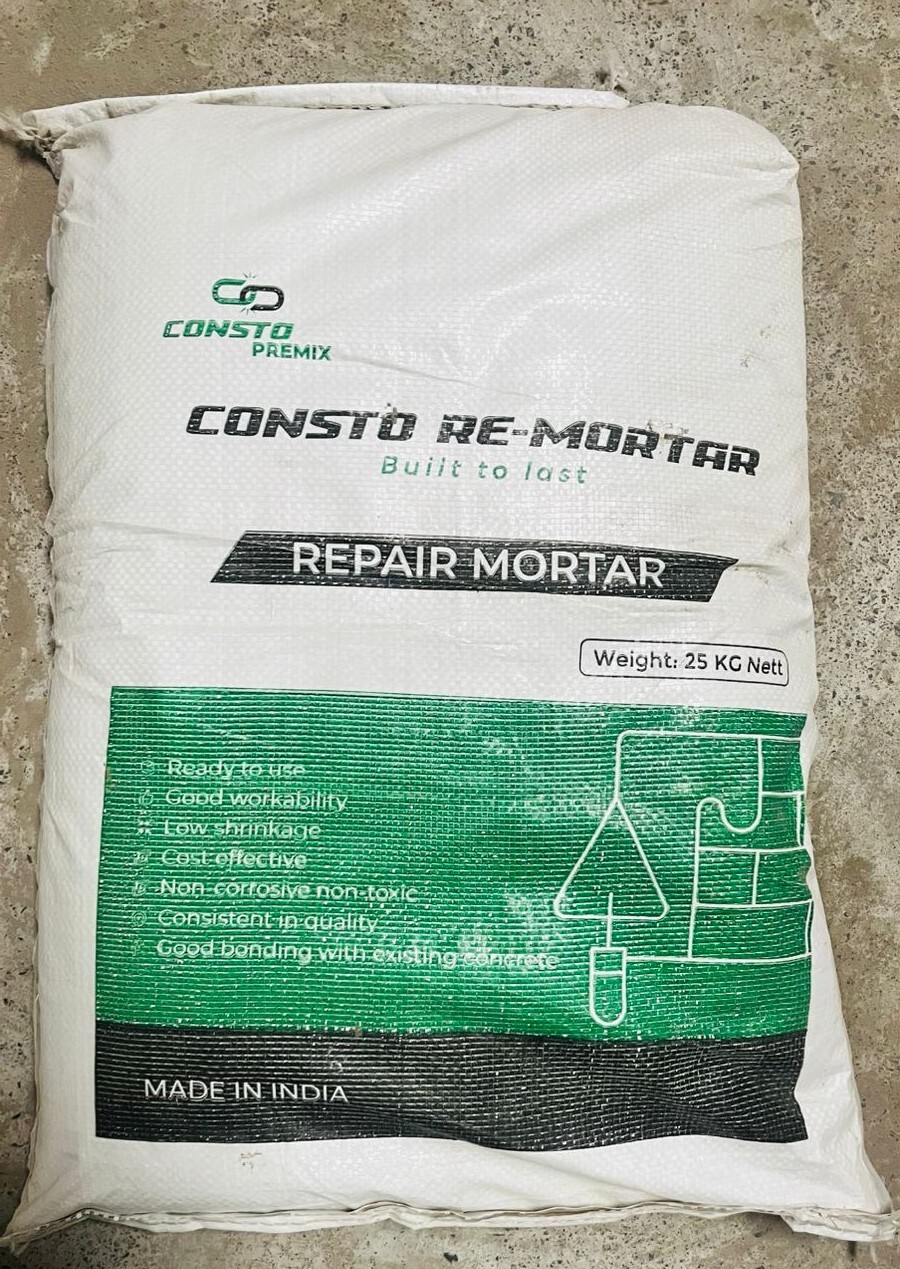 CONSTO
PREMIX
CONSTO RE-MORTAR
Built to last
REPAIR MORTAR
Weight: 25 KG Nett
Ready to use
Good workability
Low shrinkage
Cost effective
Non-corrosive non-toxic
Consistent in quality
Good bonding with existing concrete
MADE IN INDIA